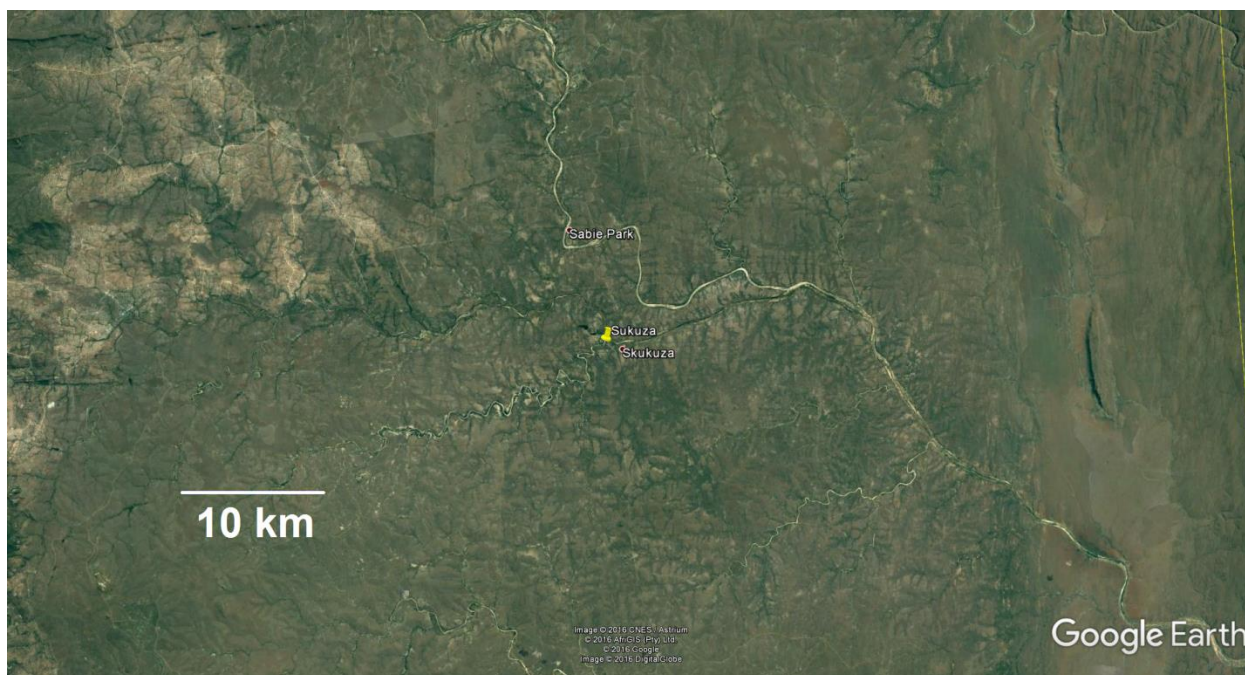 Sabie Park
Sukuza
Skukuza
10 km
Image © 2016 CNES / Astrium
© 2016 AfriGIS (Pty) Ltd.
© 2016 Google
Image © 2016 DigitalGlobe
Google Earth